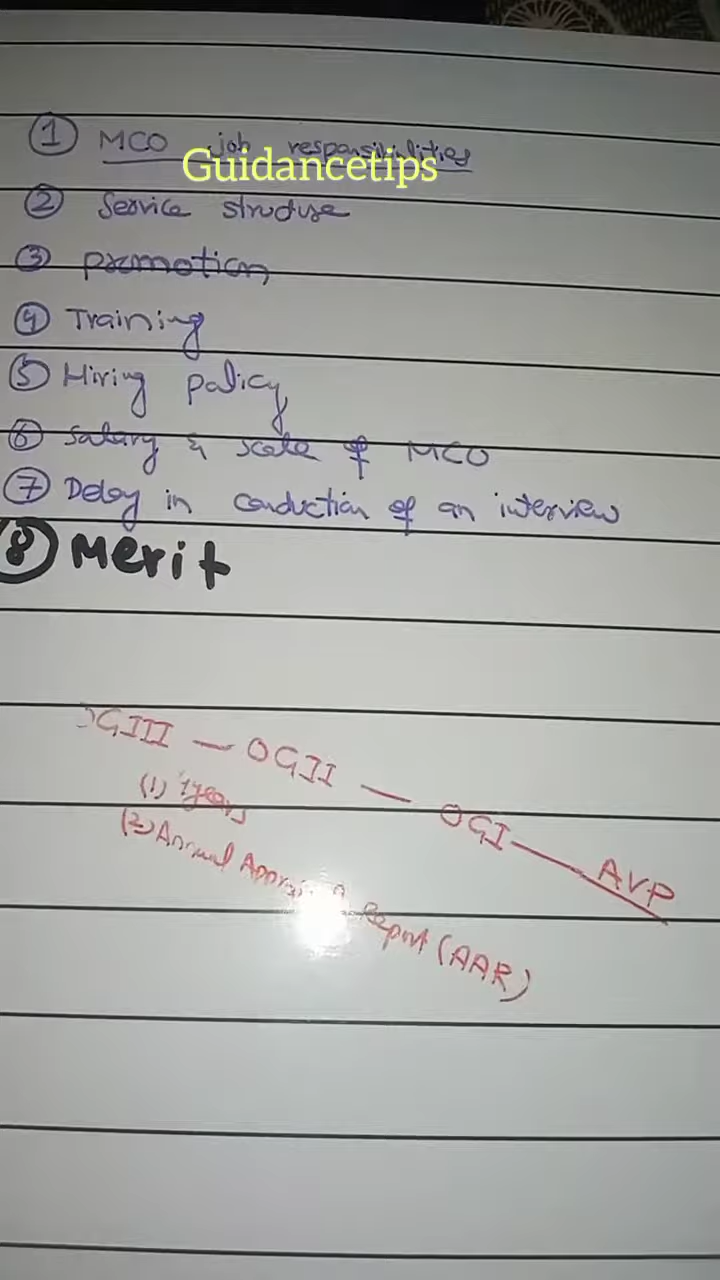 ① MCO job responsibilities
Guidancetips
② Service structure
③ promotion
④ Training
⑤ Hiring policy
⑥ Salary & scale of MCO
⑦ Delay in conduction of an interview
⑧ Merit
OGIII — OGII — OGI — AVP
(1) years
(2) Annual Report (AAR)